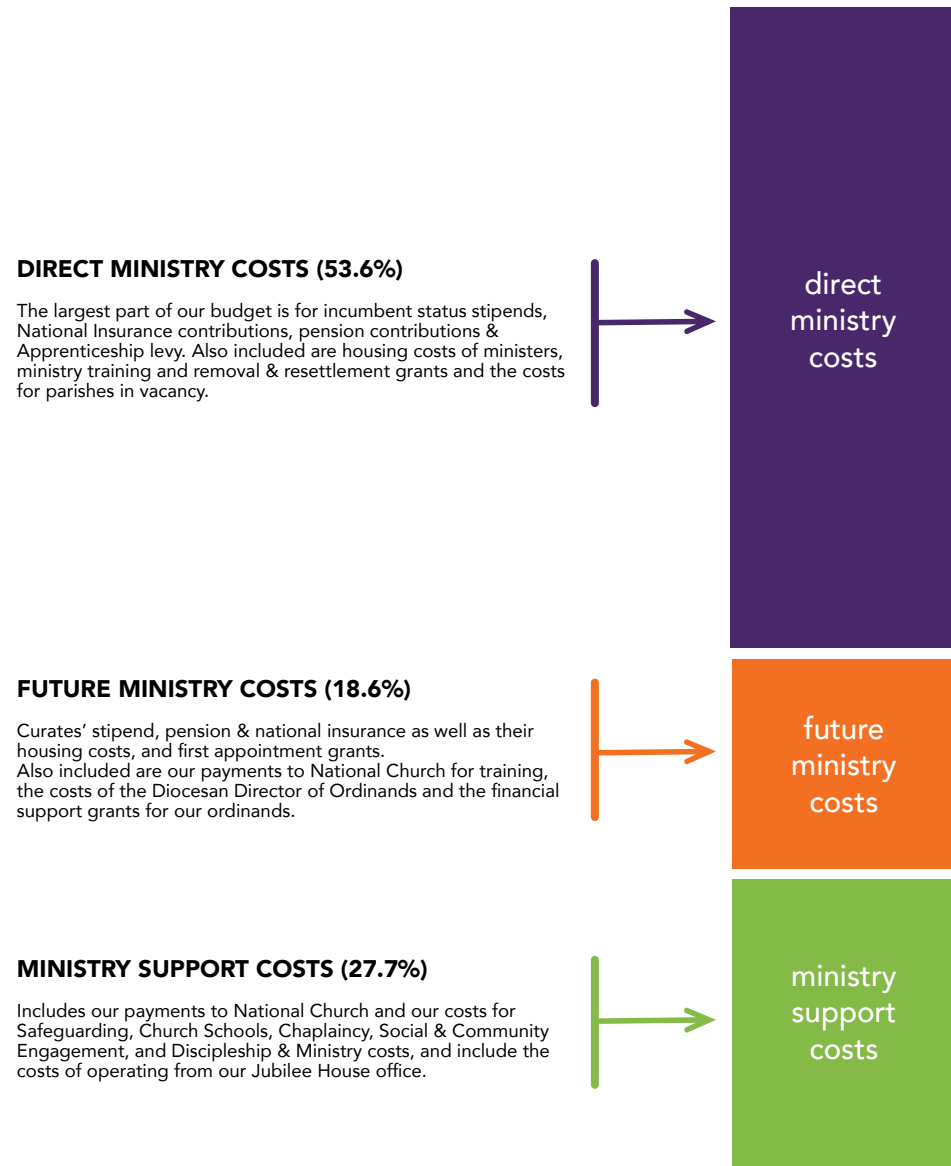 DIRECT MINISTRY COSTS (53.6%)
The largest part of our budget is for incumbent status stipends,
National Insurance contributions, pension contributions &
Apprenticeship levy. Also included are housing costs of ministers,
ministry training and removal & resettlement grants and the costs
for parishes in vacancy.
direct
ministry
costs
FUTURE MINISTRY COSTS (18.6%)
Curates' stipend, pension & national insurance as well as their
housing costs, and first appointment grants.
Also included are our payments to National Church for training,
the costs of the Diocesan Director of Ordinands and the financial
support grants for our ordinands.
future
ministry
costs
MINISTRY SUPPORT COSTS (27.7%)
Includes our payments to National Church and our costs for
Safeguarding, Church Schools, Chaplaincy, Social & Community
Engagement, and Discipleship & Ministry costs, and include the
costs of operating from our Jubilee House office.
ministry
support
costs